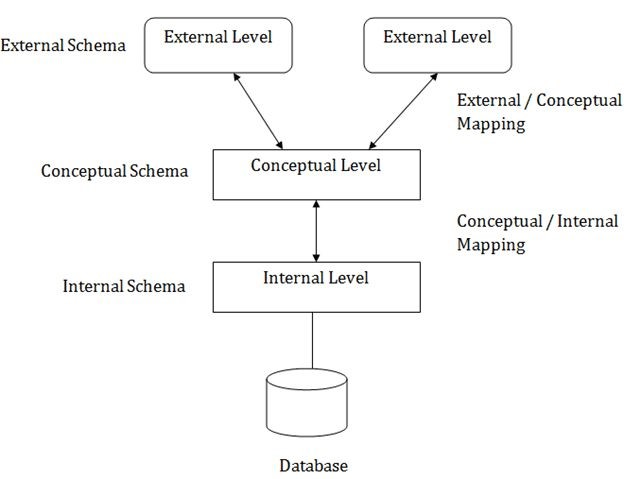 External Level
External Level
External Schema
External / Conceptual
Mapping
Conceptual Level
Conceptual Schema
Conceptual / Internal
Mapping
Internal Level
Internal Schema
Database